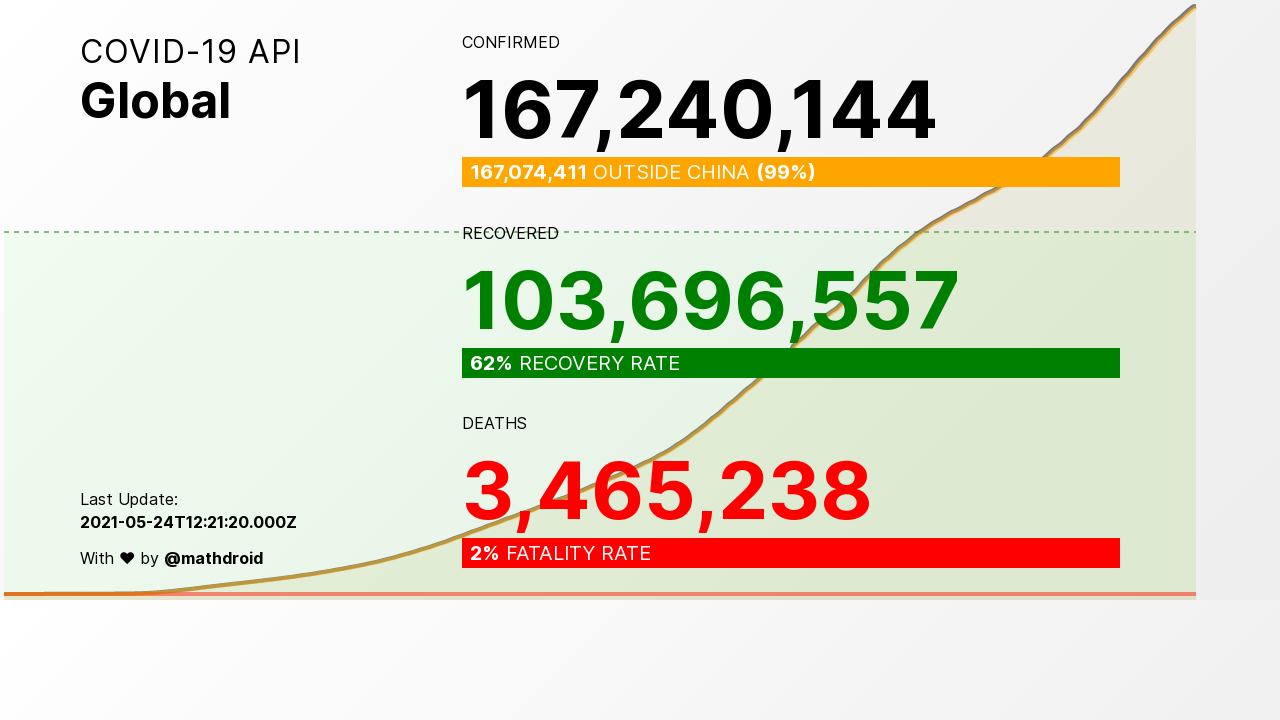 COVID-19 API
Global
CONFIRMED
167,240,144
167,074,411 OUTSIDE CHINA (99%)
RECOVERED
103,696,557
62% RECOVERY RATE
DEATHS
3,465,238
2% FATALITY RATE
Last Update:
2021-05-24T12:21:20.000Z
With ♥ by @mathdroid